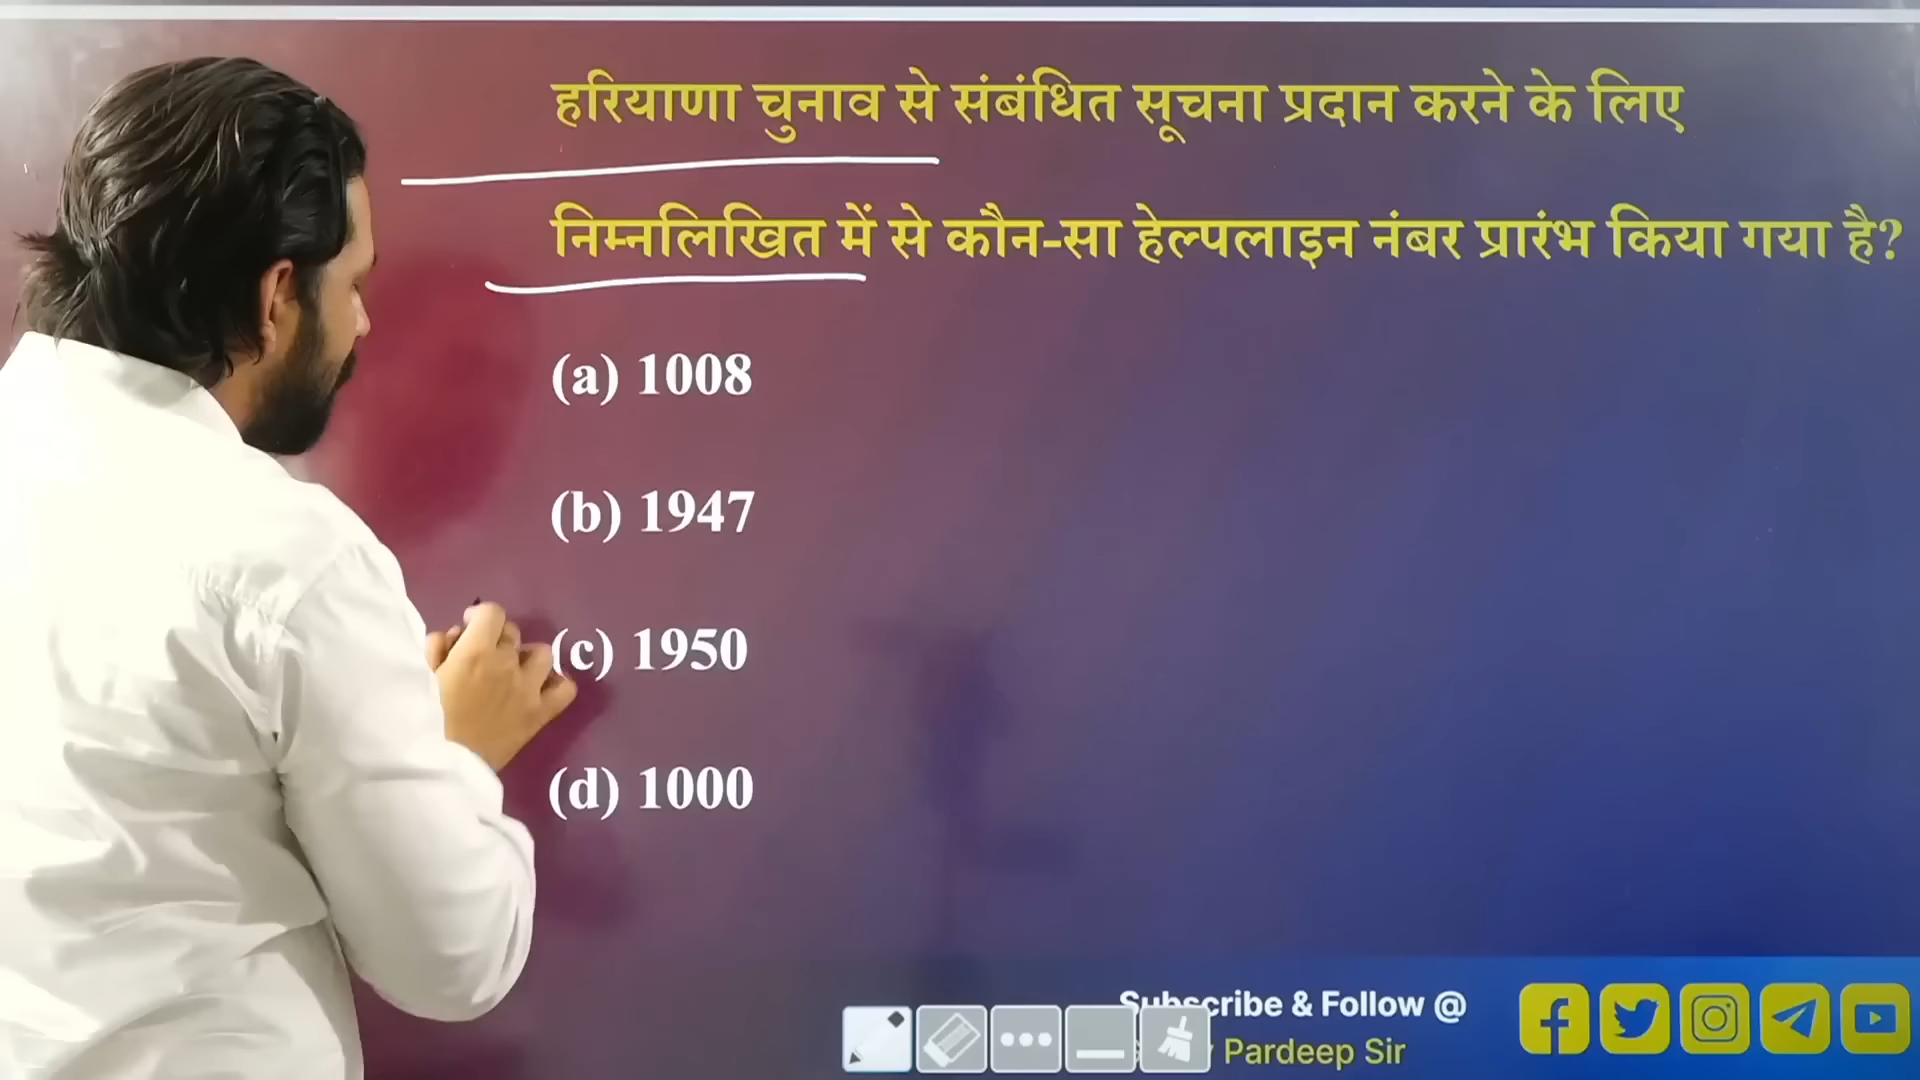 हरियाणा चुनाव से संबंधित सूचना प्रदान करने के लिए
निम्नलिखित में से कौन-सा हेल्पलाइन नंबर प्रारंभ किया गया है?
(a) 1008
(b) 1947
(c) 1950
(d) 1000
Subscribe & Follow @
Pardeep Sir